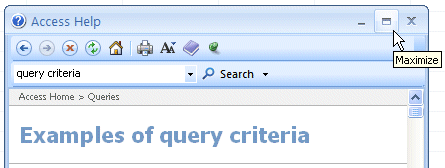 Access Help
Maximize
query criteria
Search
Access Home > Queries
Examples of query criteria